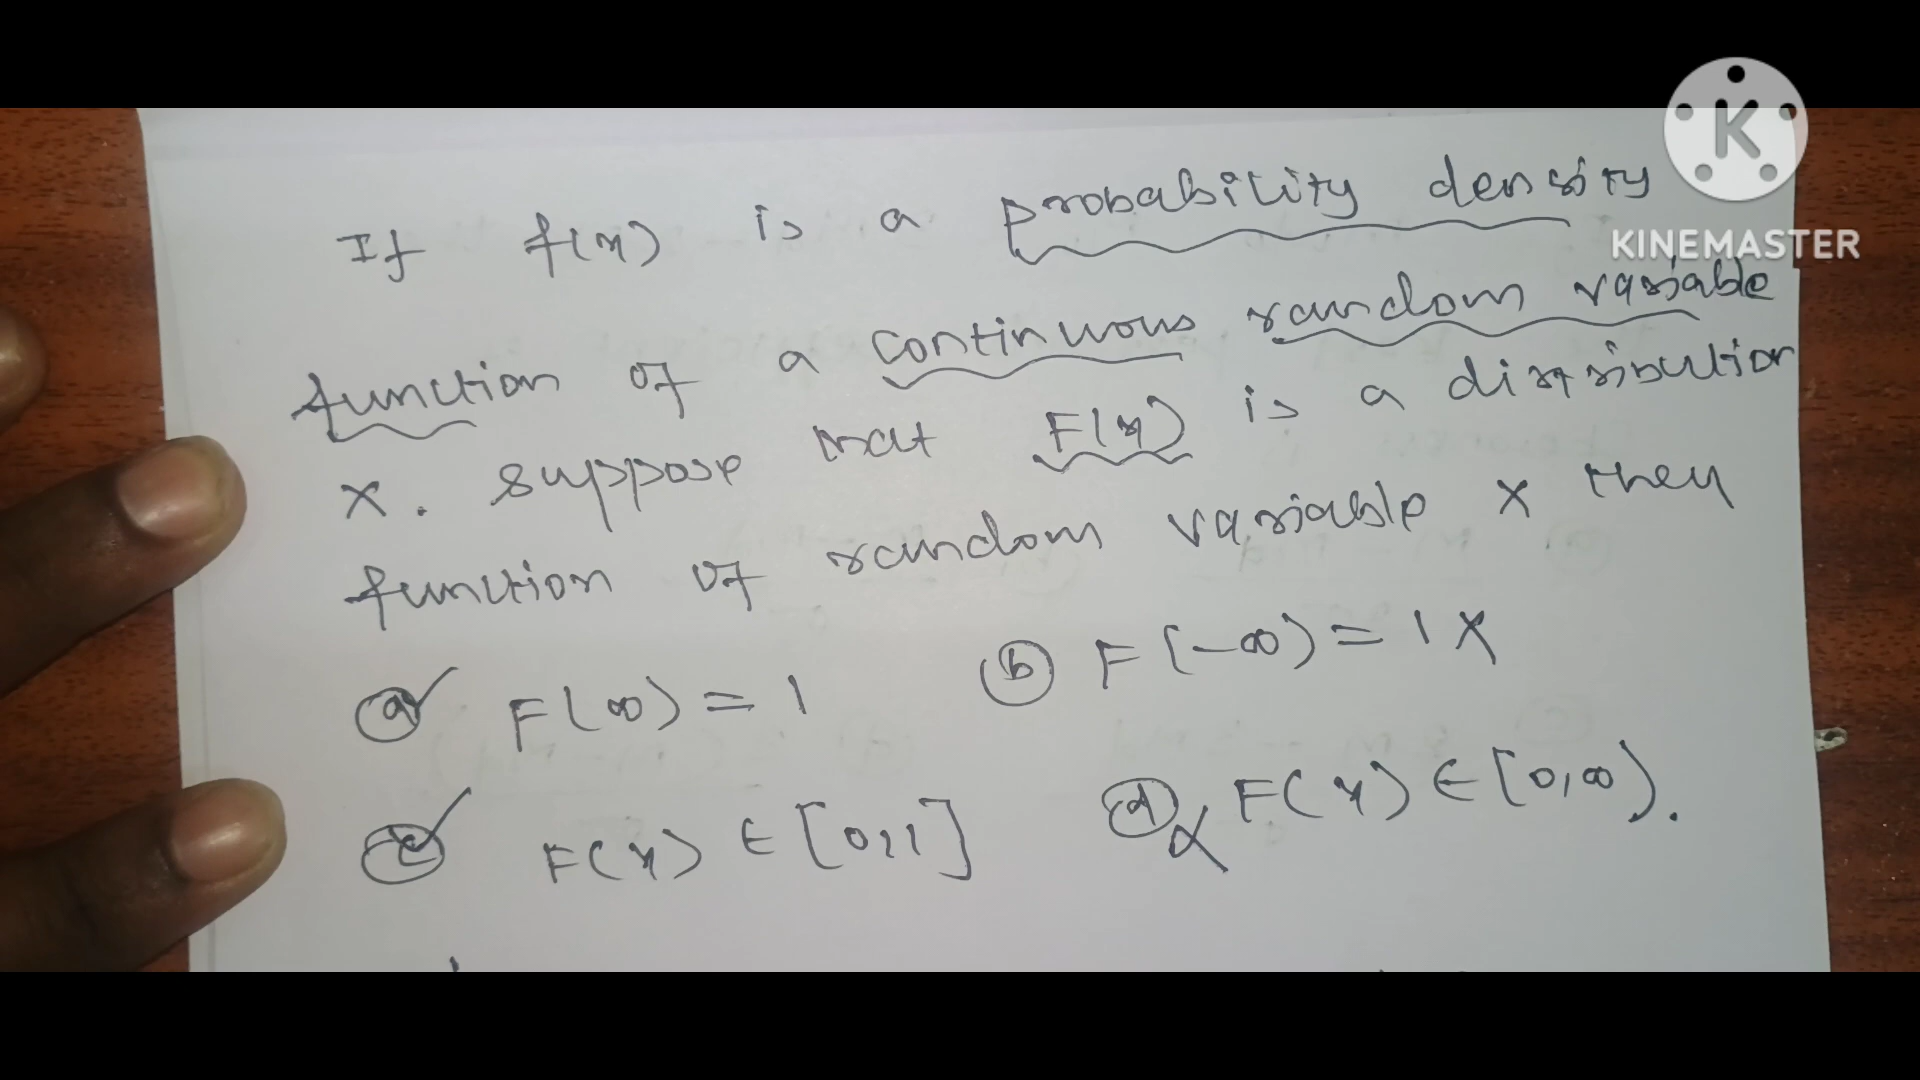 If f(x) is a probability density
function of a continuous random variable
X. suppose that F(x) is a distribution
function of random variable X then
(a) F(∞) = 1 (b) F(-∞) = 1 X
(c) F(x) ∈ [0,1] (d) F(x) ∈ [0,∞).
K
KINEMASTER